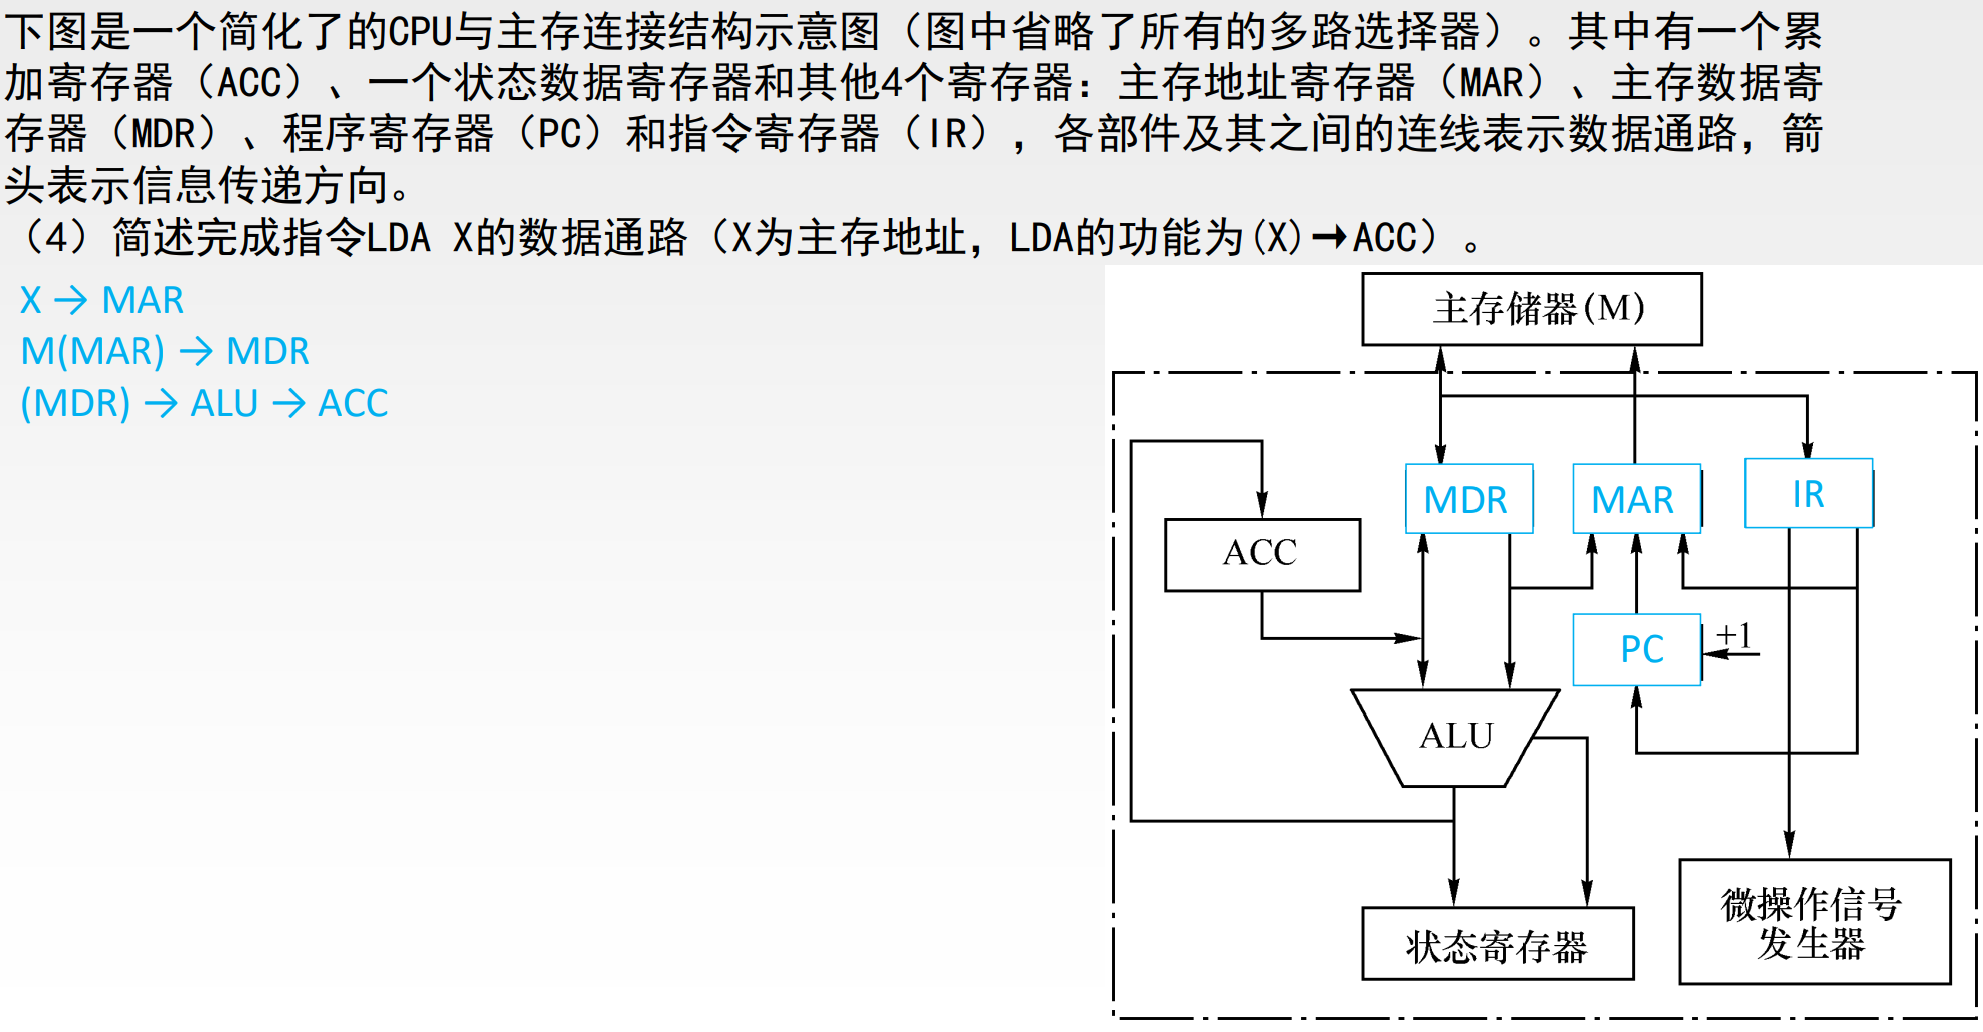 下图是一个简化了的CPU与主存连接结构示意图（图中省略了所有的多路选择器）。其中有一个累
加寄存器（ACC）、一个状态数据寄存器和其他4个寄存器：主存地址寄存器（MAR）、主存数据寄
存器（MDR）、程序寄存器（PC）和指令寄存器（IR），各部件及其之间的连线表示数据通路，箭
头表示信息传递方向。
（4）简述完成指令LDA X的数据通路（X为主存地址，LDA的功能为(X)→ACC）。
X → MAR
M(MAR) → MDR
(MDR) → ALU → ACC
主存储器(M)
MDR
MAR
IR
ACC
PC
+1
ALU
状态寄存器
微操作信号
发生器